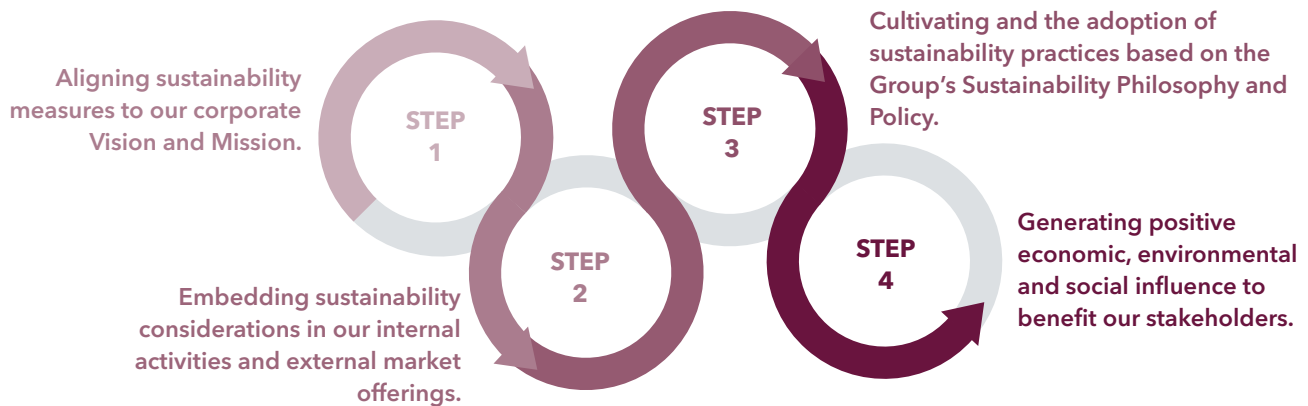 Aligning sustainability
measures to our corporate
Vision and Mission.
STEP
1
Embedding sustainability
considerations in our internal
activities and external market
offerings.
STEP
2
Cultivating and the adoption of
sustainability practices based on the
Group’s Sustainability Philosophy and
Policy.
STEP
3
Generating positive
economic, environmental
and social influence to
benefit our stakeholders.
STEP
4